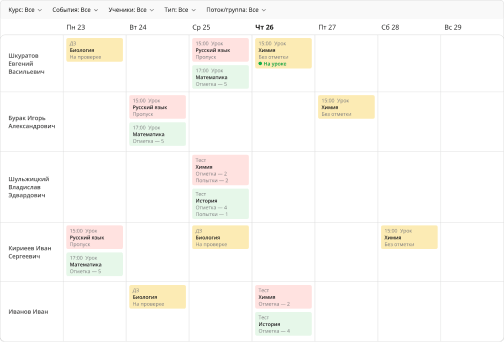 Курс: Все События: Все Ученики: Все Тип: Все Поток/группа: Все
Пн 23 Вт 24 Ср 25 Чт 26 Пт 27 Сб 28 Вс 29
Шкуратов
Евгений
Васильевич
ДЗ
Биология
На проверке
15:00 Урок
Русский язык
Пропуск
17:00 Урок
Математика
Отметка — 5
15:00 Урок
Химия
Без отметки
На уроке
Бурак Игорь
Александрович
15:00 Урок
Русский язык
Пропуск
17:00 Урок
Математика
Отметка — 5
15:00 Урок
Химия
Без отметки
Шульжицкий
Владислав
Эдвардович
Тест
Химия
Отметка — 2
Попытки — 3
Тест
История
Отметка — 4
Попытки — 1
Киреев Иван
Сергеевич
15:00 Урок
Русский язык
Пропуск
17:00 Урок
Математика
Отметка — 5
ДЗ
Биология
На проверке
15:00 Урок
Химия
Без отметки
Иванов Иван
ДЗ
Биология
На проверке
Тест
Химия
Отметка — 2
Тест
История
Отметка — 4